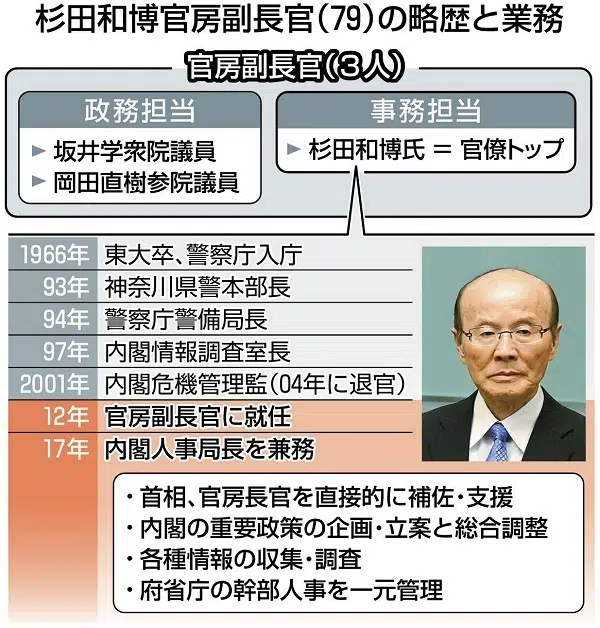 杉田和博官房副長官(79)の略歴と業務
官房副長官(3人)
政務担当
▶ 坂井学衆院議員
▶ 岡田直樹参院議員
事務担当
▶ 杉田和博氏 = 官僚トップ
1966年 東大卒、警察庁入庁
93年 神奈川県警本部長
94年 警察庁警備局長
97年 内閣情報調査室長
2001年 内閣危機管理監(04年に退官)
12年 官房副長官に就任
17年 内閣人事局長を兼務
・首相、官房長官を直接的に補佐・支援
・内閣の重要政策の企画・立案と総合調整
・各種情報の収集・調査
・府省庁の幹部人事を一元管理